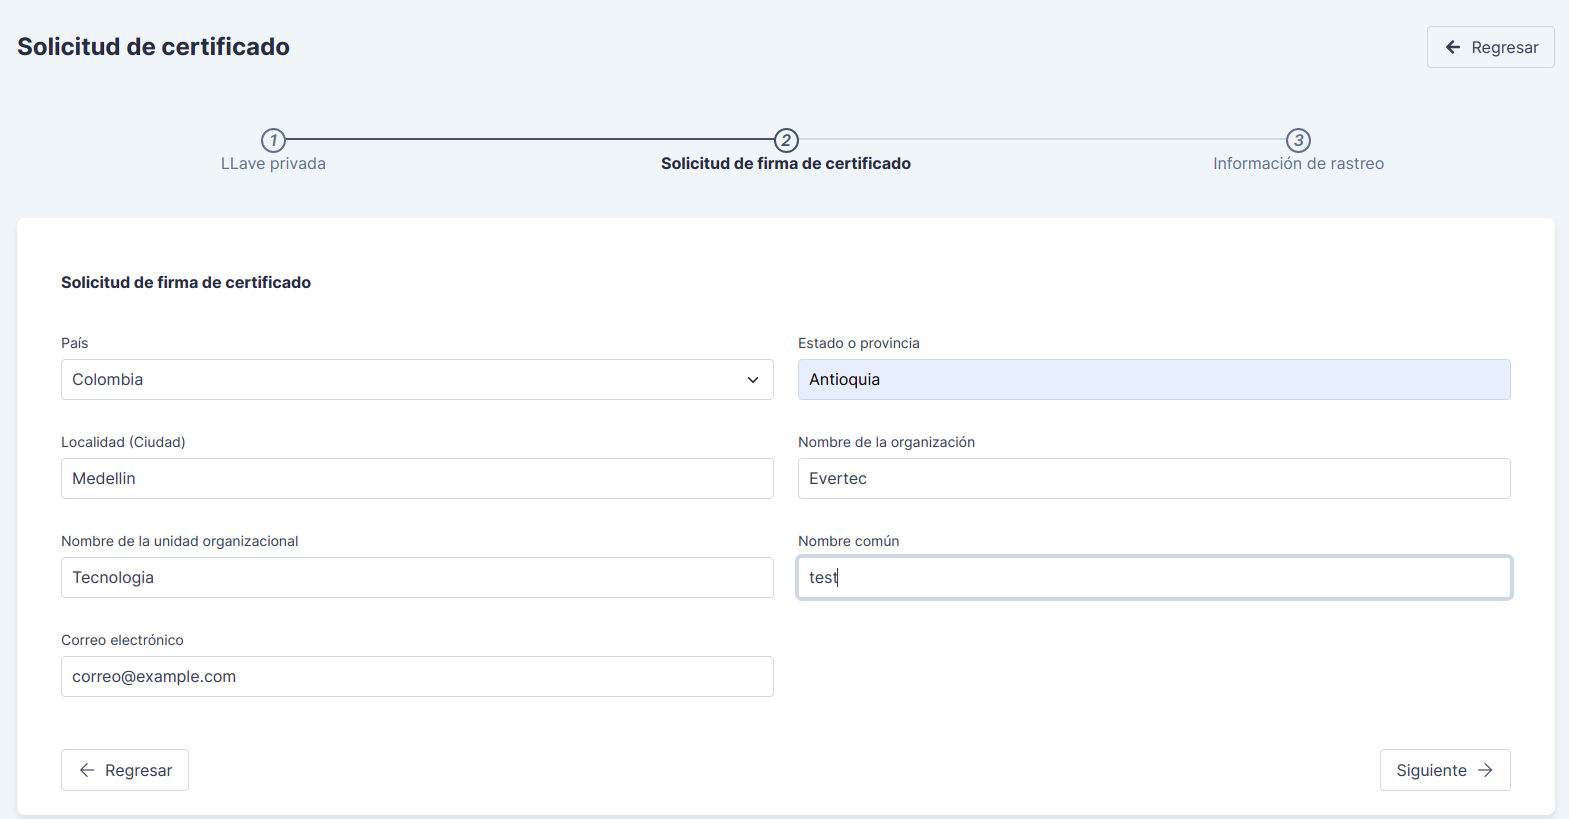 Solicitud de certificado
Regresar
1
2
3
LLave privada
Solicitud de firma de certificado
Información de rastreo
Solicitud de firma de certificado
País
Estado o provincia
Colombia
Antioquia
Localidad (Ciudad)
Nombre de la organización
Medellin
Evertec
Nombre de la unidad organizacional
Nombre común
Tecnologia
test
Correo electrónico
correo@example.com
Regresar
Siguiente